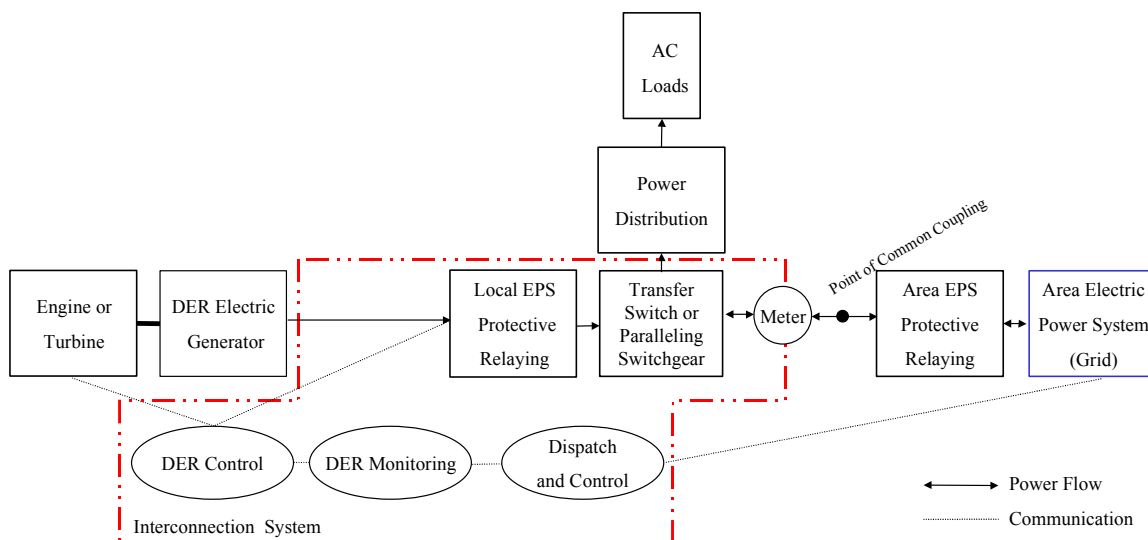 AC
Loads
Power
Distribution
Point of Common Coupling
Engine or
Turbine
DER Electric
Generator
Local EPS
Protective
Relaying
Transfer
Switch or
Paralleling
Switchgear
Meter
Area EPS
Protective
Relaying
Area Electric
Power System
(Grid)
DER Control
DER Monitoring
Dispatch
and Control
Interconnection System
Power Flow
Communication